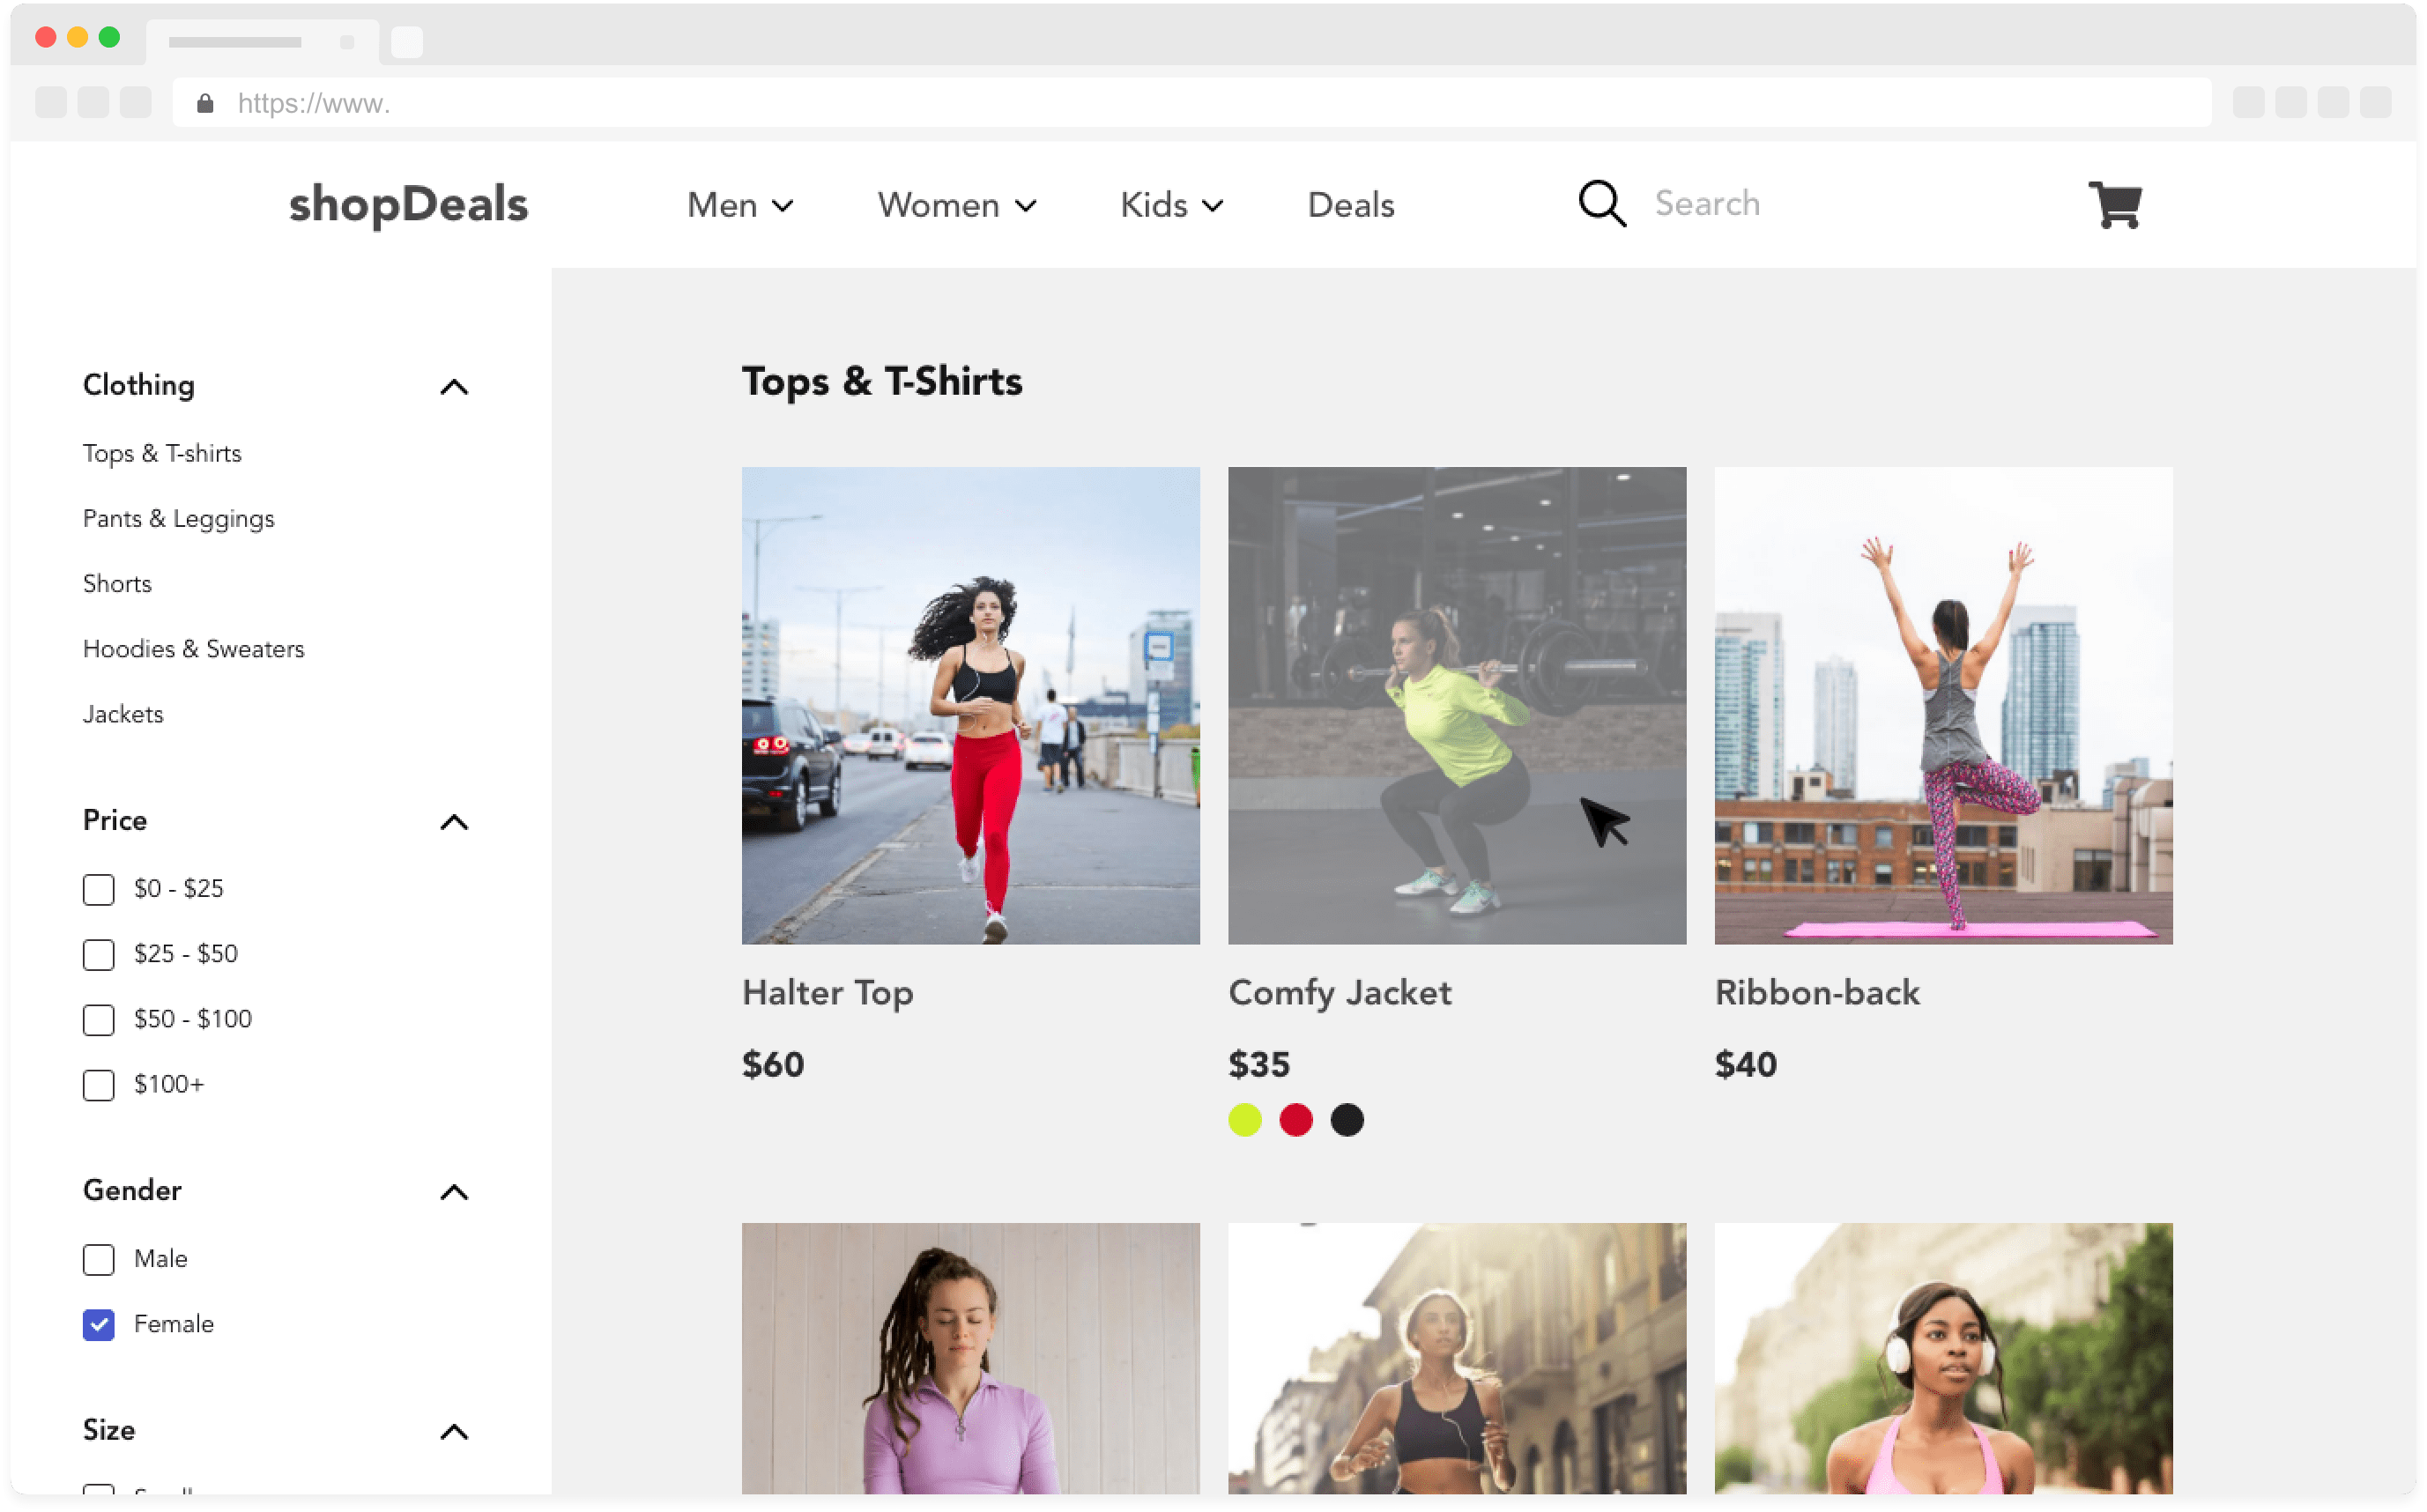 https://www.
shopDeals
Men
Women
Kids
Deals
Search
Clothing
Tops & T-shirts
Pants & Leggings
Shorts
Hoodies & Sweaters
Jackets
Price
$0 - $25
$25 - $50
$50 - $100
$100+
Gender
Male
Female
Size
Tops & T-Shirts
Halter Top
$60
Comfy Jacket
$35
Ribbon-back
$40